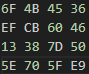 6F 4B 45 36
EF CB 60 46
13 38 7D 50
5E 70 5F E9